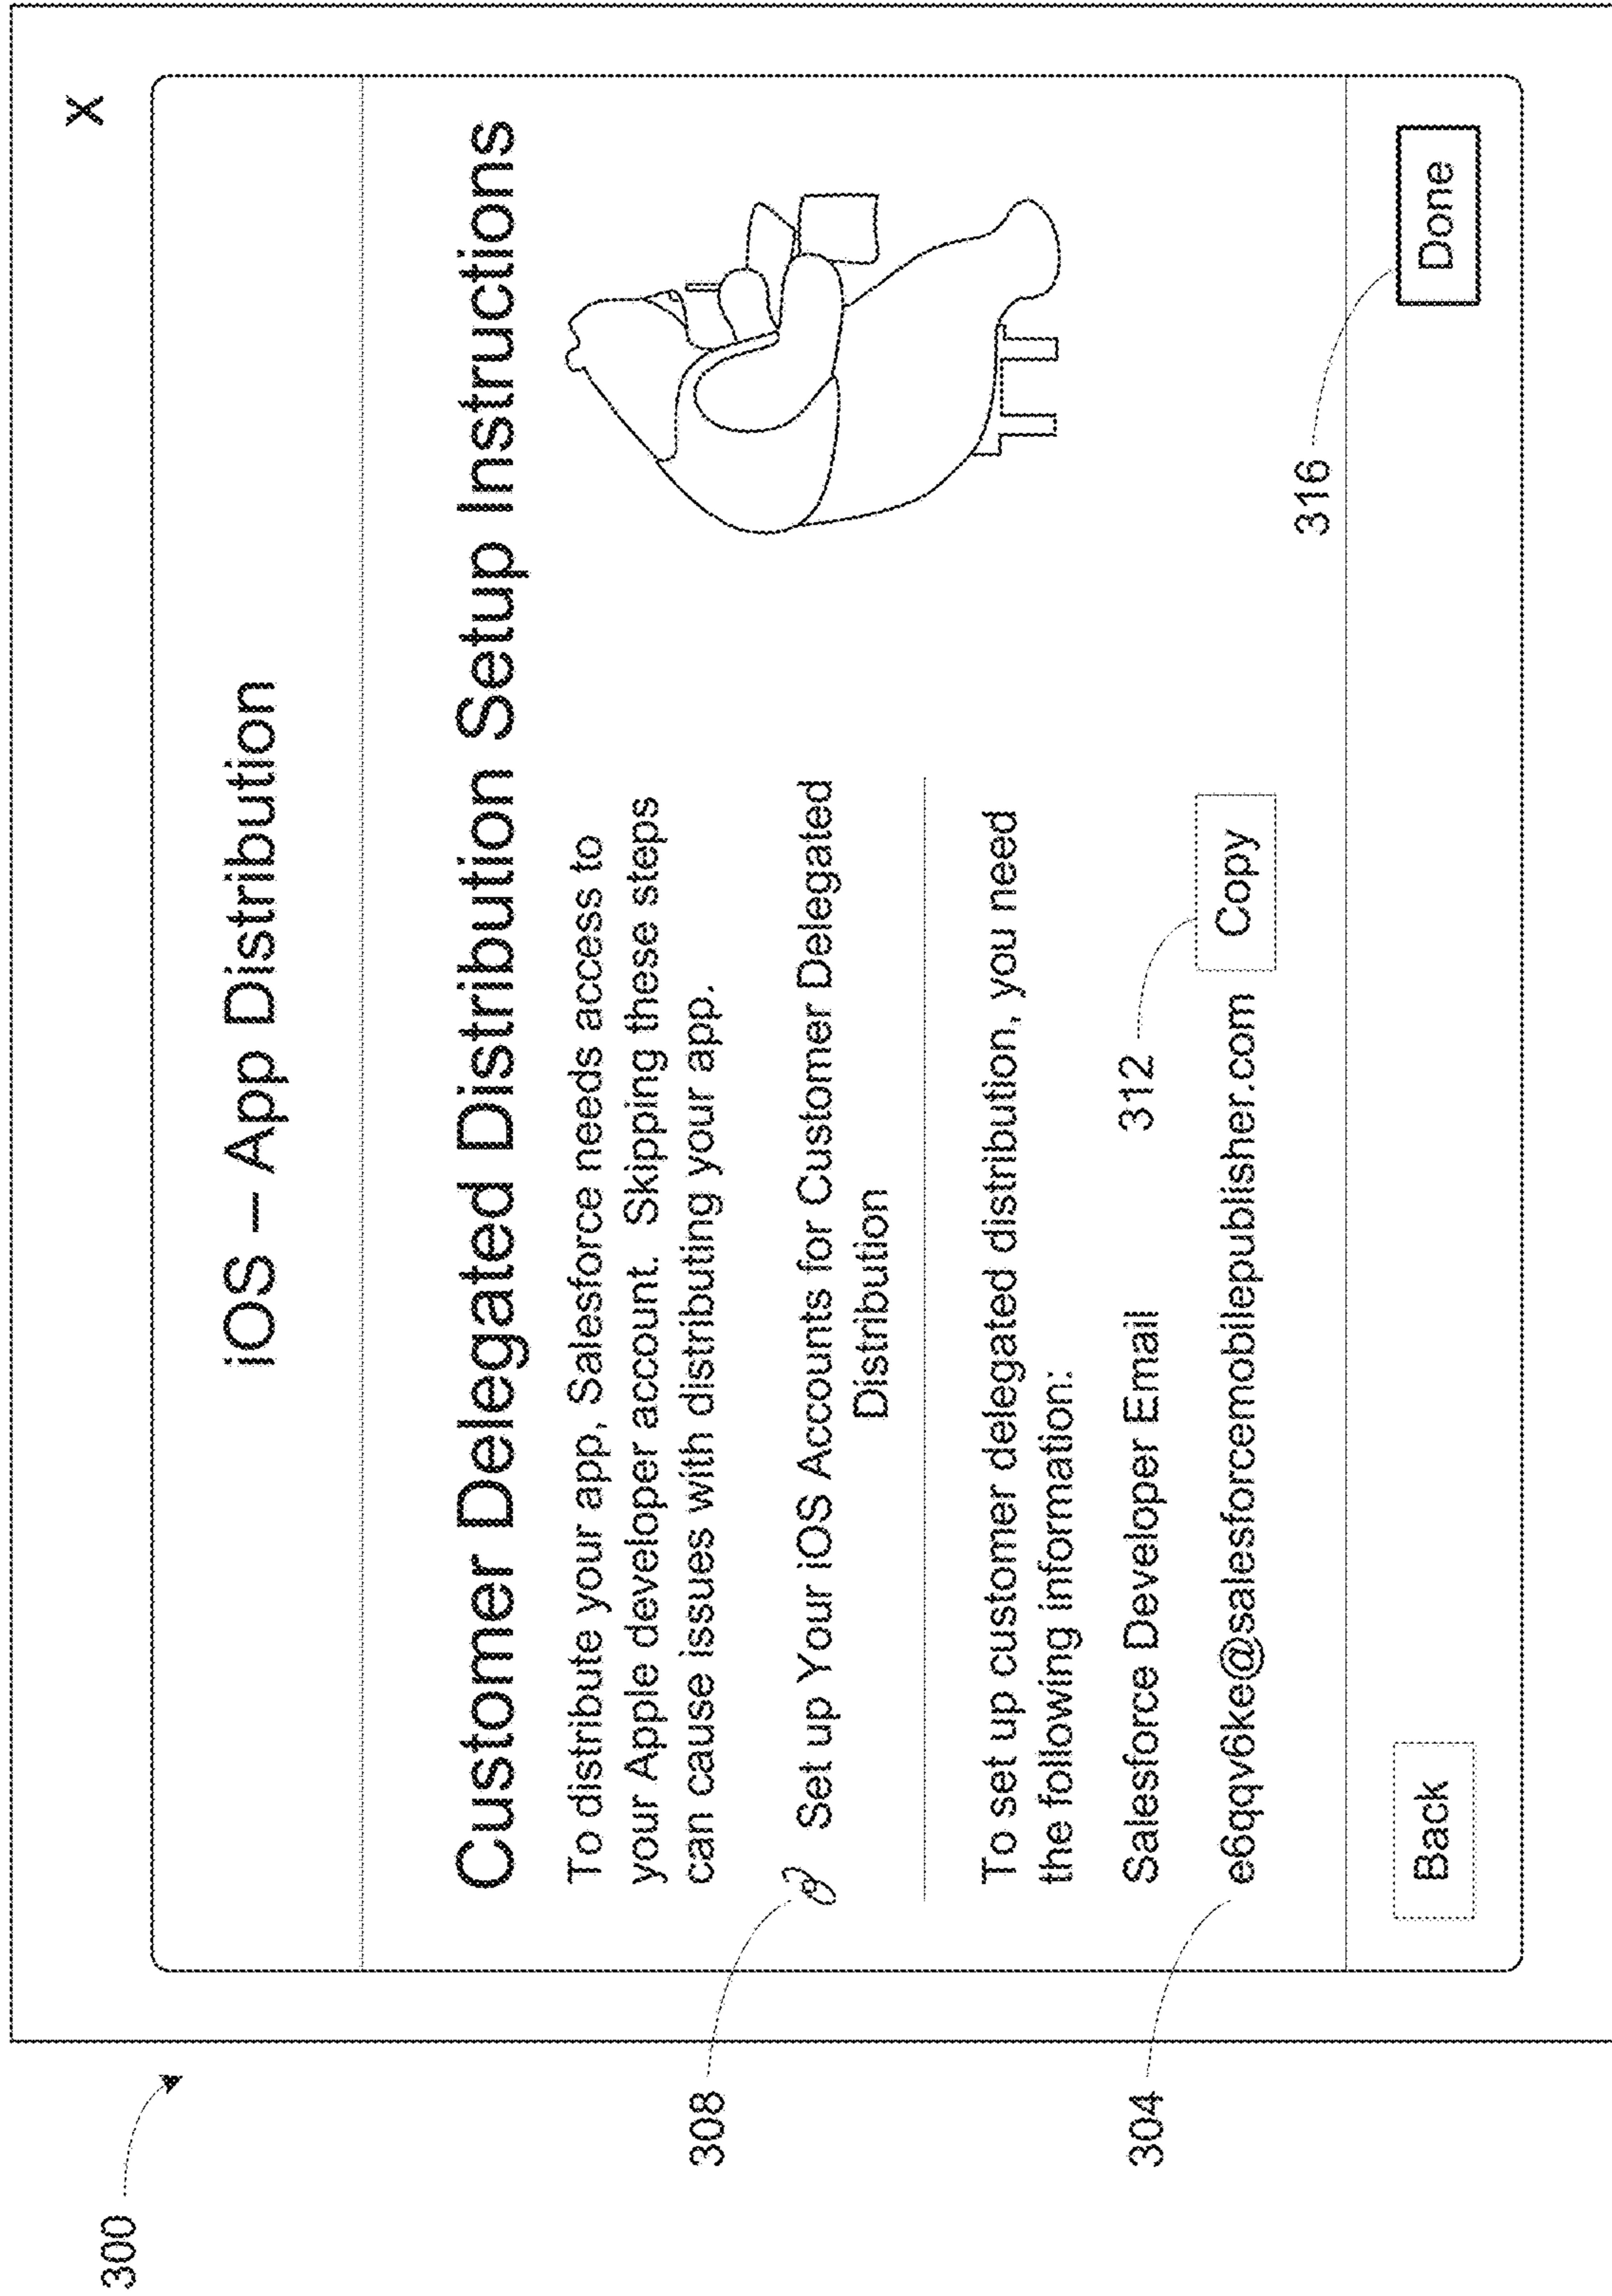 300
X
iOS – App Distribution
Customer Delegated Distribution Setup Instructions
To distribute your app, Salesforce needs access to
your Apple developer account. Skipping these steps
can cause issues with distributing your app.
308
Set up Your iOS Accounts for Customer Delegated
Distribution
To set up customer delegated distribution, you need
the following information:
Salesforce Developer Email
312
304
e6qqv6ke@salesforcemobilepublisher.com
Copy
316
Back
Done